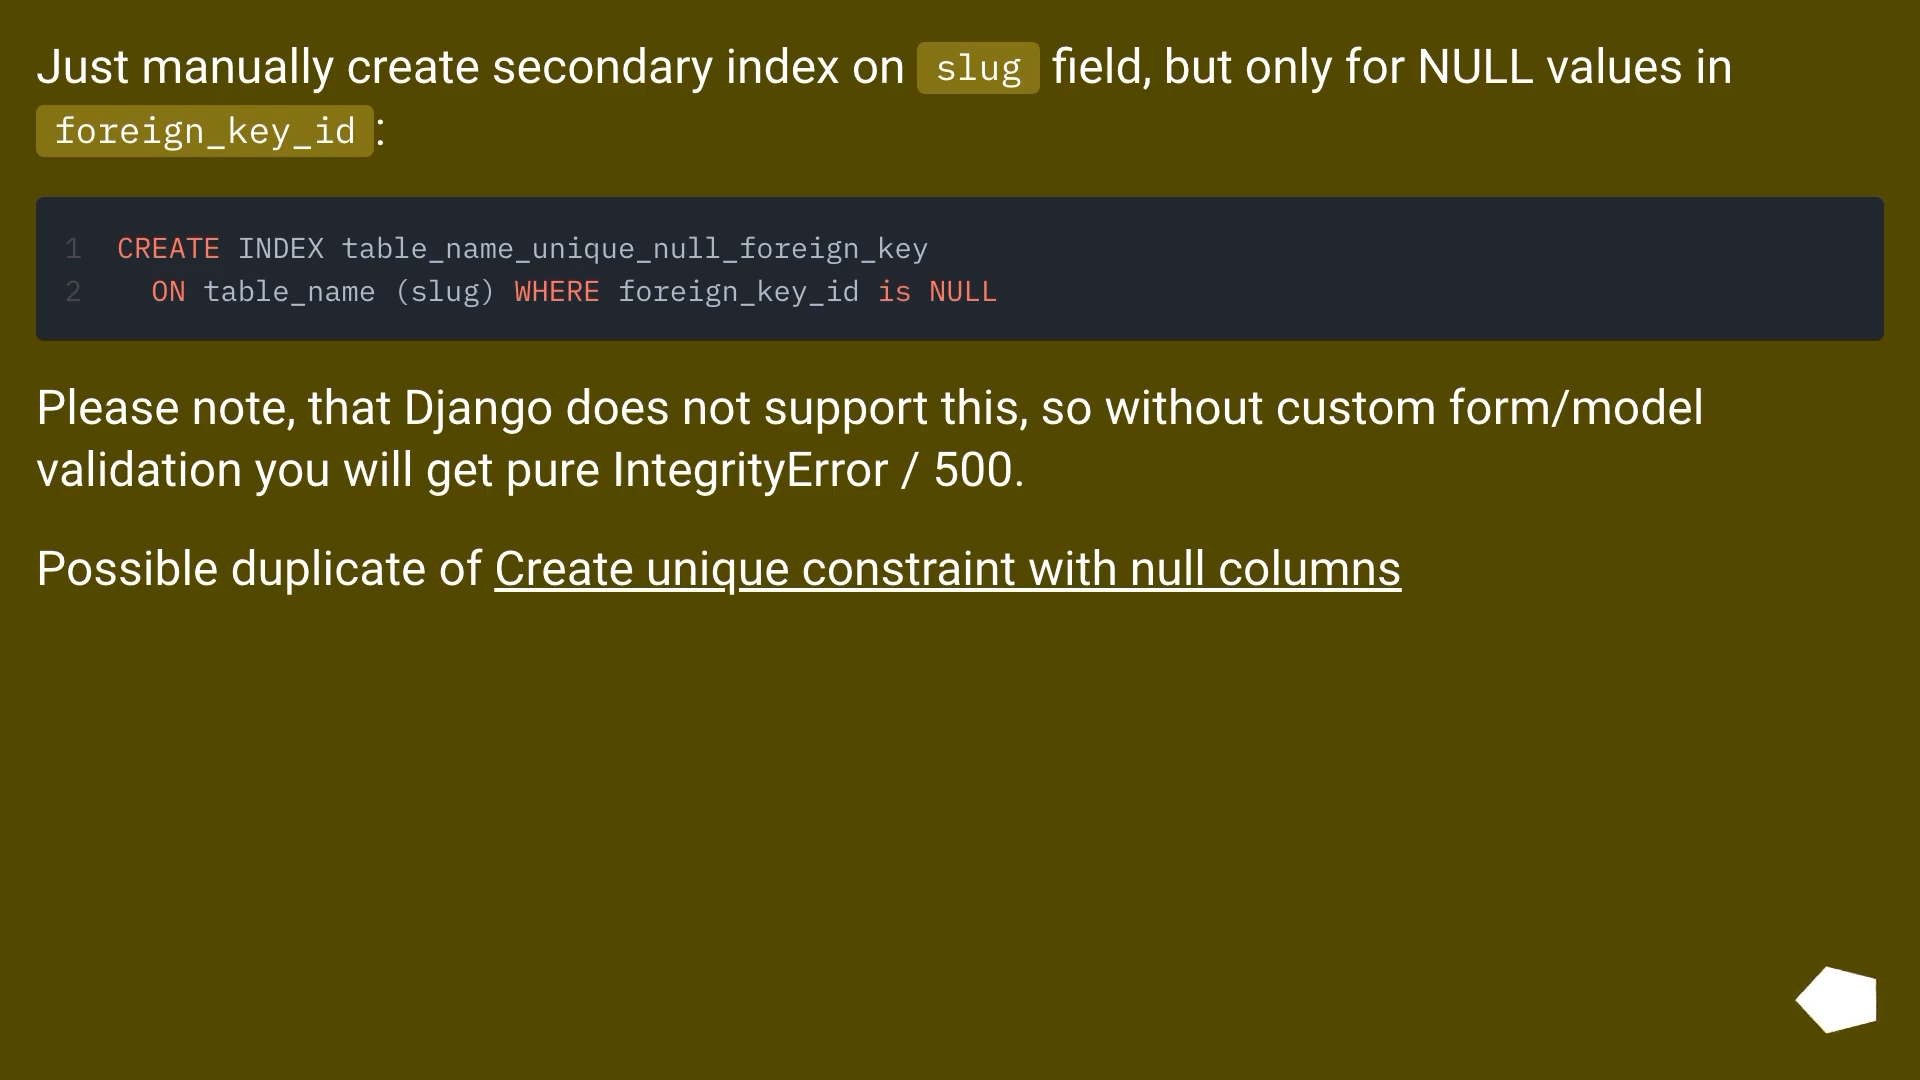 Just manually create secondary index on slug field, but only for NULL values in
foreign_key_id:
1 CREATE INDEX table_name_unique_null_foreign_key
2   ON table_name (slug) WHERE foreign_key_id is NULL
Please note, that Django does not support this, so without custom form/model
validation you will get pure IntegrityError / 500.
Possible duplicate of Create unique constraint with null columns